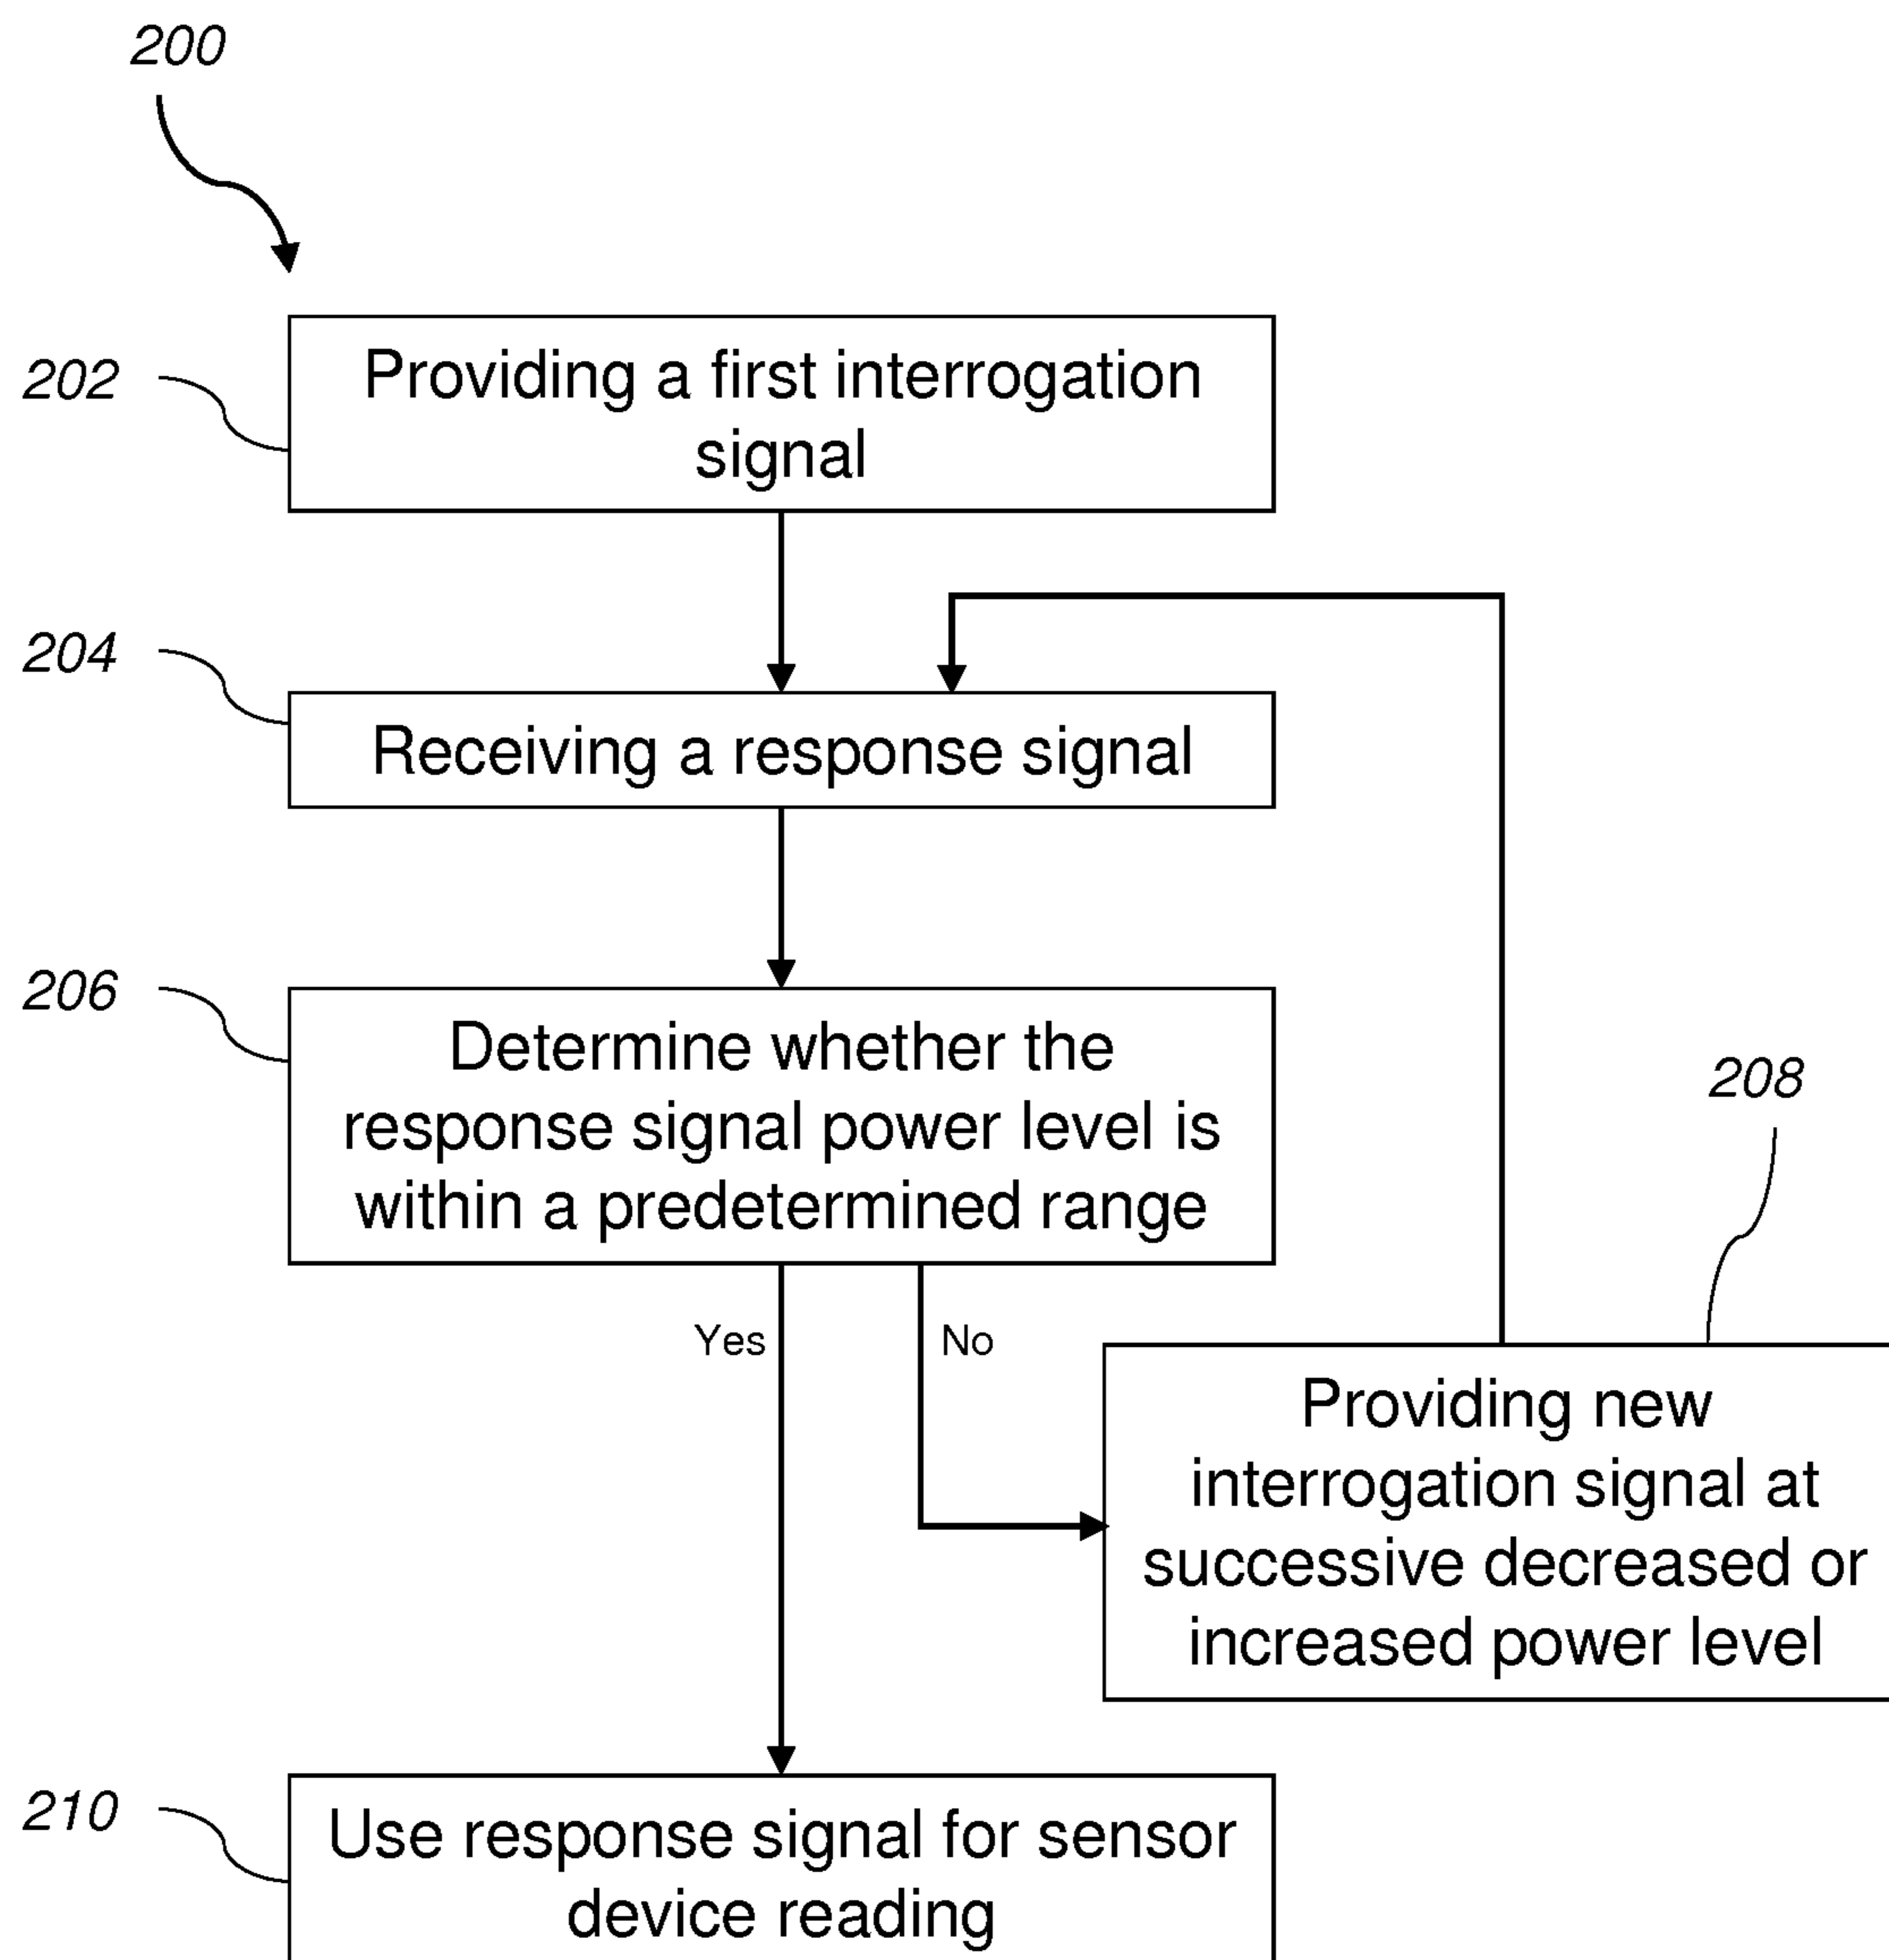 200
202
Providing a first interrogation
signal
204
Receiving a response signal
206
Determine whether the
response signal power level is
within a predetermined range
208
Yes
No
Providing new
interrogation signal at
successive decreased or
increased power level
210
Use response signal for sensor
device reading